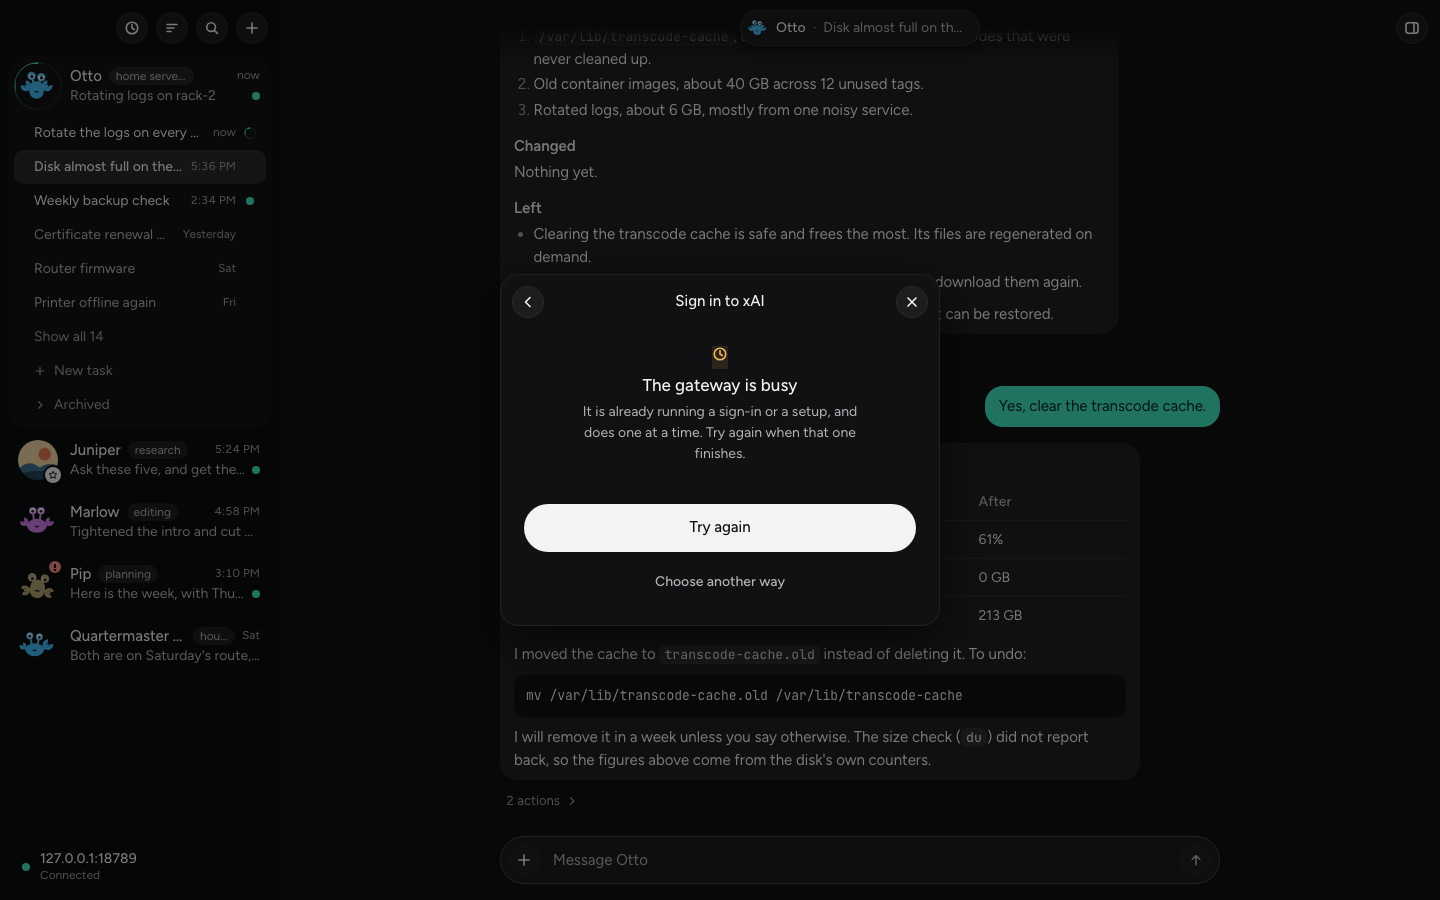 Otto · Disk almost full on th...
Otto home serve... now
Rotating logs on rack-2
Rotate the logs on every ... now
Disk almost full on the... 5:36 PM
Weekly backup check 2:34 PM
Certificate renewal ... Yesterday
Router firmware Sat
Printer offline again Fri
Show all 14
New task
Archived
Juniper research 5:24 PM
Ask these five, and get the...
Marlow editing 4:58 PM
Tightened the intro and cut ...
Pip planning 3:10 PM
Here is the week, with Thu...
Quartermaster ... hou... Sat
Both are on Saturday's route,...
127.0.0.1:18789
Connected
1. /var/lib/transcode-cache, that were
never cleaned up.
2. Old container images, about 40 GB across 12 unused tags.
3. Rotated logs, about 6 GB, mostly from one noisy service.
Changed
Nothing yet.
Left
Clearing the transcode cache is safe and frees the most. Its files are regenerated on
demand.
download them again.
can be restored.
Sign in to xAI
The gateway is busy
It is already running a sign-in or a setup, and
does one at a time. Try again when that one
finishes.
Try again
Choose another way
Yes, clear the transcode cache.
After
61%
0 GB
213 GB
I moved the cache to transcode-cache.old instead of deleting it. To undo:
mv /var/lib/transcode-cache.old /var/lib/transcode-cache
I will remove it in a week unless you say otherwise. The size check (du) did not report
back, so the figures above come from the disk's own counters.
2 actions
Message Otto